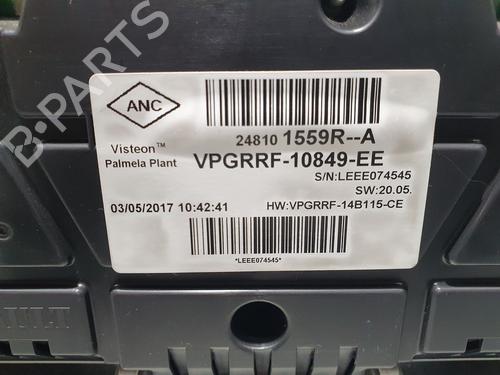 B-PARTS
ANC
24810 1559R--A
Visteon™
Palmela Plant
VPGRRF-10849-EE
S/N:LEEE074545
SW:20.05.
03/05/2017 10:42:41
HW:VPGRRF-14B115-CE
*LEEE074545*